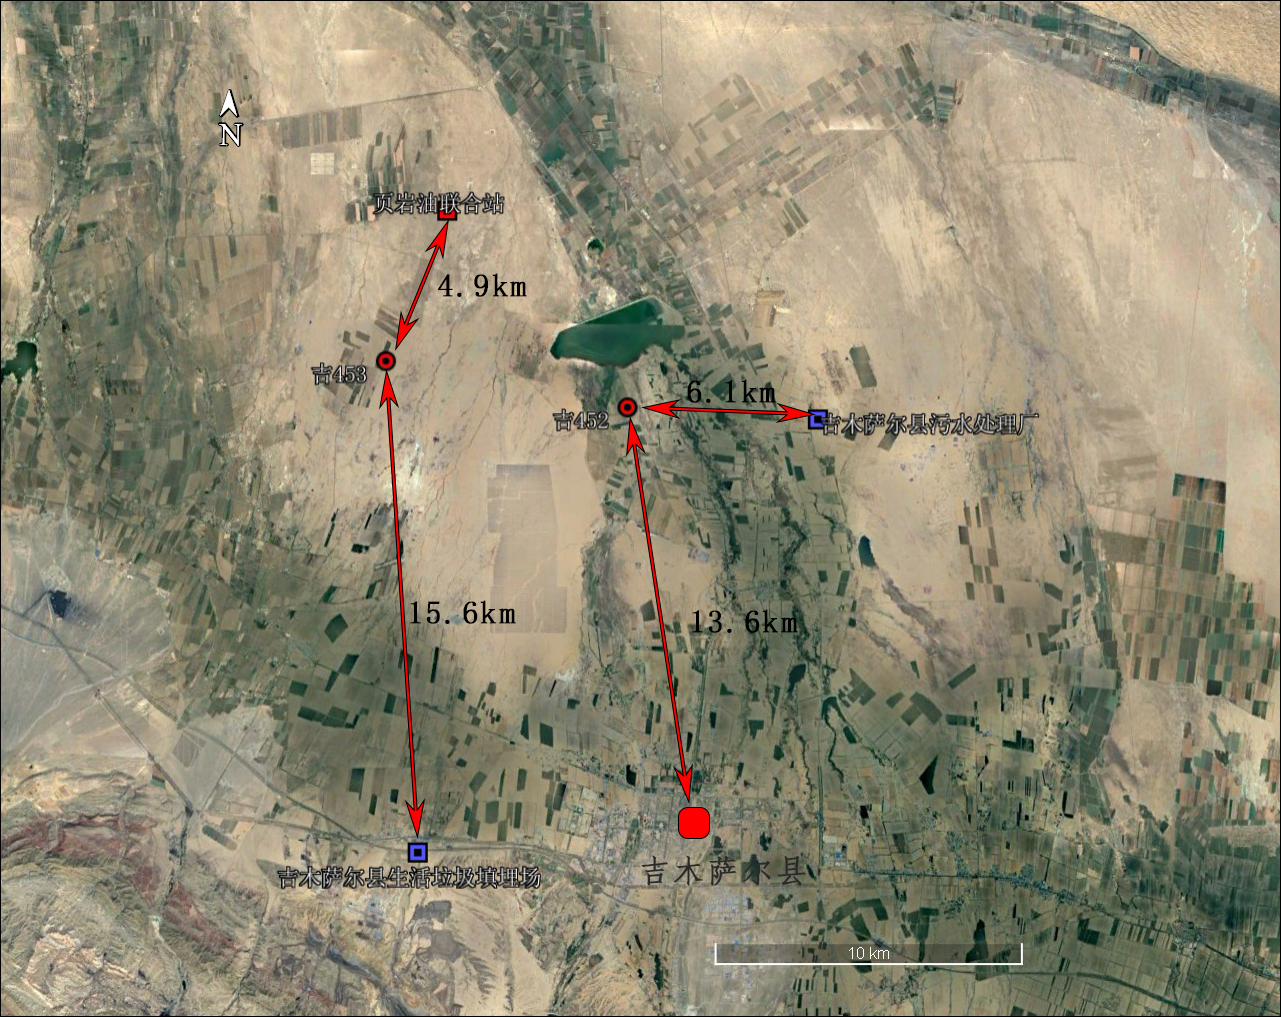 N
页岩油联合站
4.9km
吉453
6.1km
吉452
吉木萨尔县污水处理厂
15.6km
13.6km
吉木萨尔县
吉木萨尔县生活垃圾填埋场
10 km